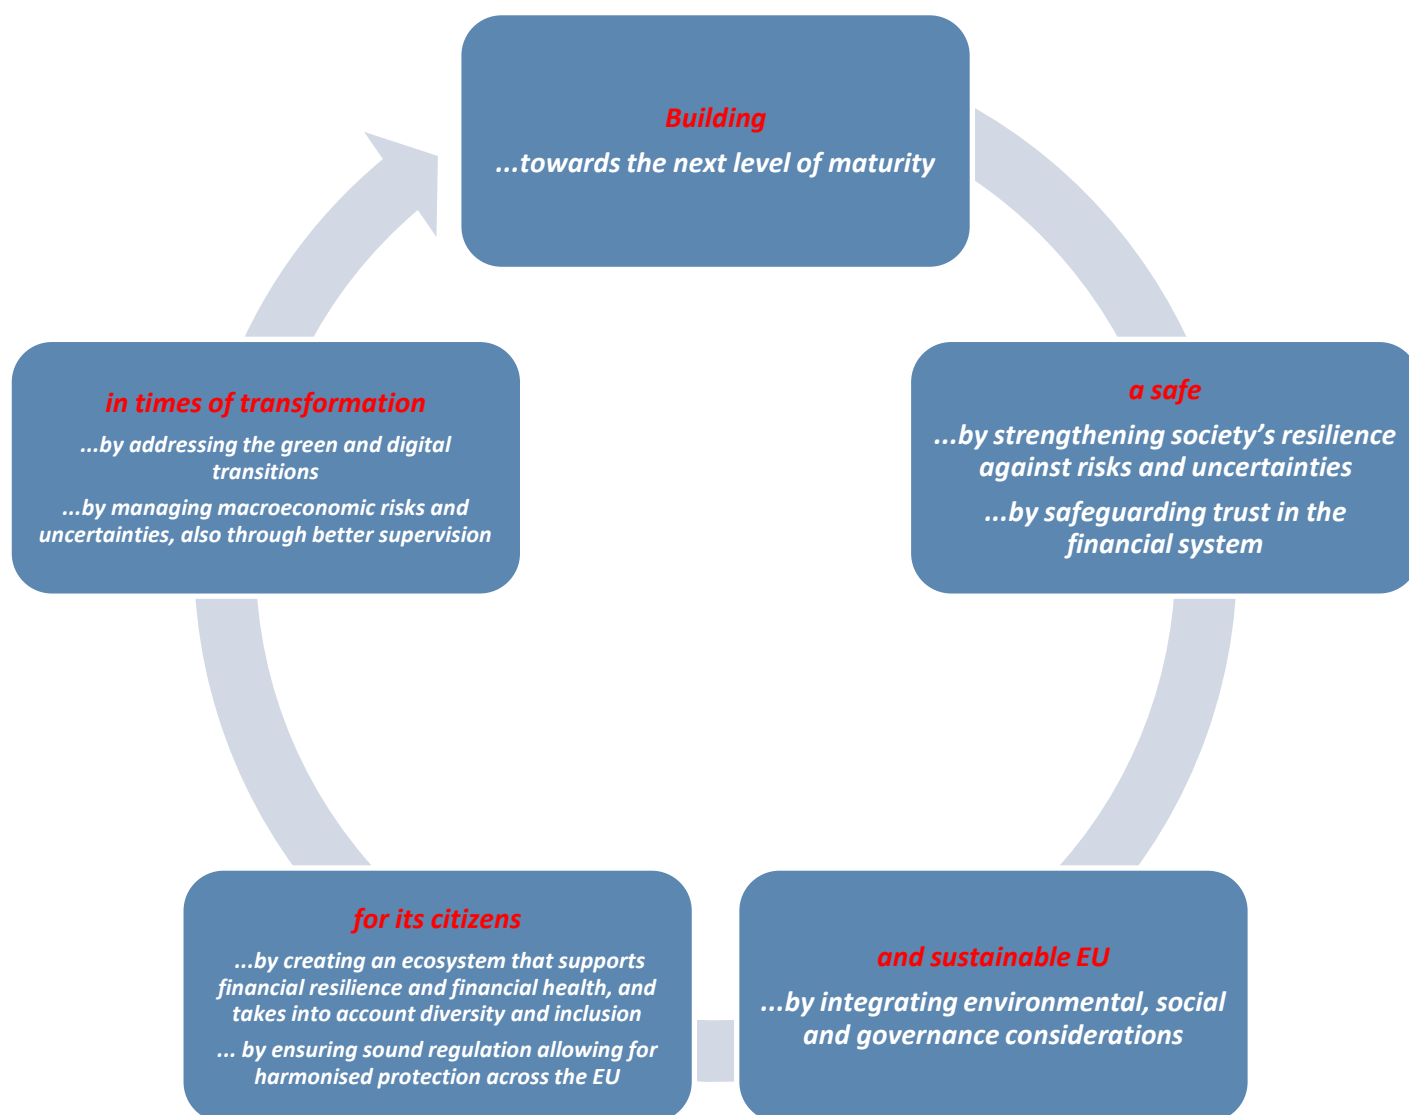 Building
...towards the next level of maturity
a safe
...by strengthening society’s resilience
against risks and uncertainties
...by safeguarding trust in the
financial system
and sustainable EU
...by integrating environmental, social
and governance considerations
for its citizens
...by creating an ecosystem that supports
financial resilience and financial health, and
takes into account diversity and inclusion
... by ensuring sound regulation allowing for
harmonised protection across the EU
in times of transformation
...by addressing the green and digital
transitions
...by managing macroeconomic risks and
uncertainties, also through better supervision